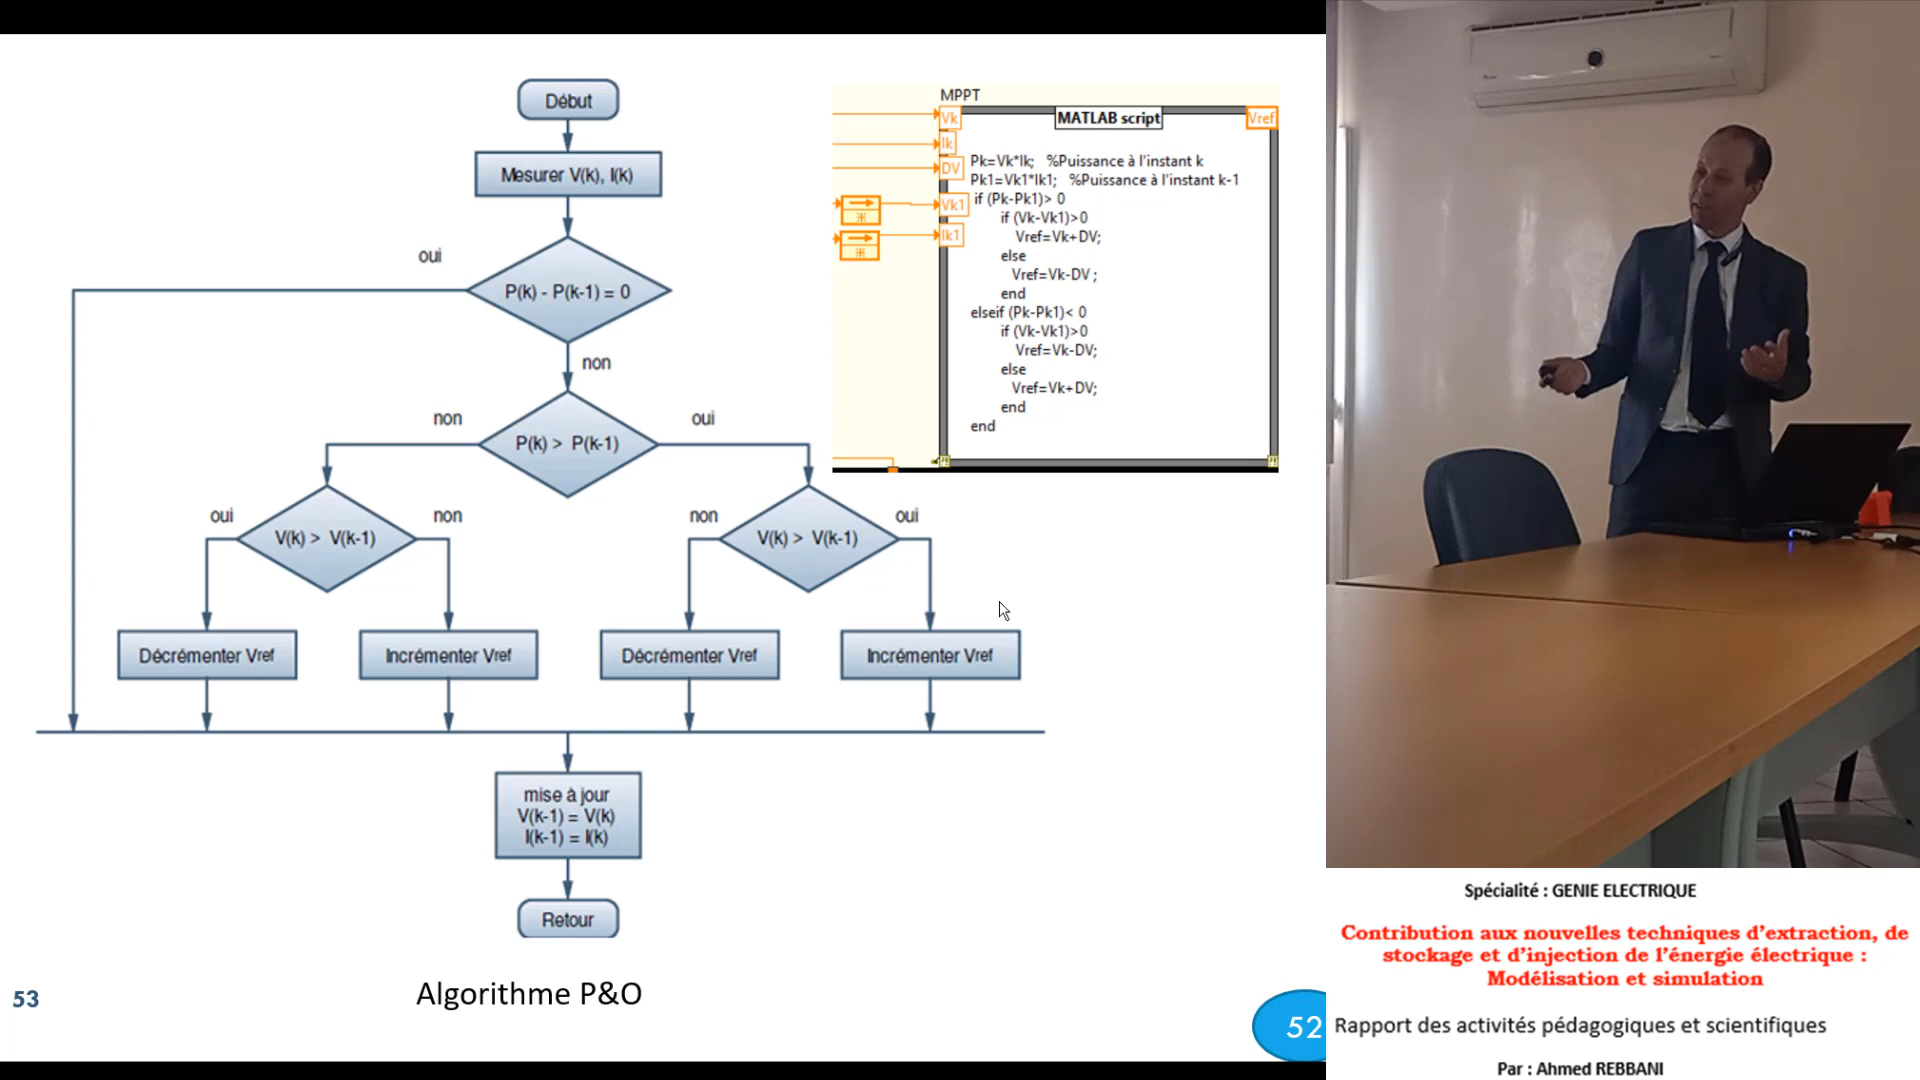 Début
Mesurer V(k), I(k)
oui
P(k) - P(k-1) = 0
non
non
P(k) > P(k-1)
oui
oui
V(k) > V(k-1)
non
non
V(k) > V(k-1)
oui
Décrémenter Vref
Incrémenter Vref
Décrémenter Vref
Incrémenter Vref
mise à jour
V(k-1) = V(k)
I(k-1) = I(k)
Retour
Algorithme P&O
53
52
MPPT
MATLAB script
Vk
Ik
DV
Vk1
Ik1
Vref
Pk=Vk*Ik; %Puissance à l'instant k
Pk1=Vk1*Ik1; %Puissance à l'instant k-1
if (Pk-Pk1)> 0
if (Vk-Vk1)>0
Vref=Vk+DV;
else
Vref=Vk-DV ;
end
elseif (Pk-Pk1)< 0
if (Vk-Vk1)>0
Vref=Vk-DV;
else
Vref=Vk+DV;
end
end
Spécialité : GENIE ELECTRIQUE
Contribution aux nouvelles techniques d'extraction, de
stockage et d'injection de l'énergie électrique :
Modélisation et simulation
Rapport des activités pédagogiques et scientifiques
Par : Ahmed REBBANI